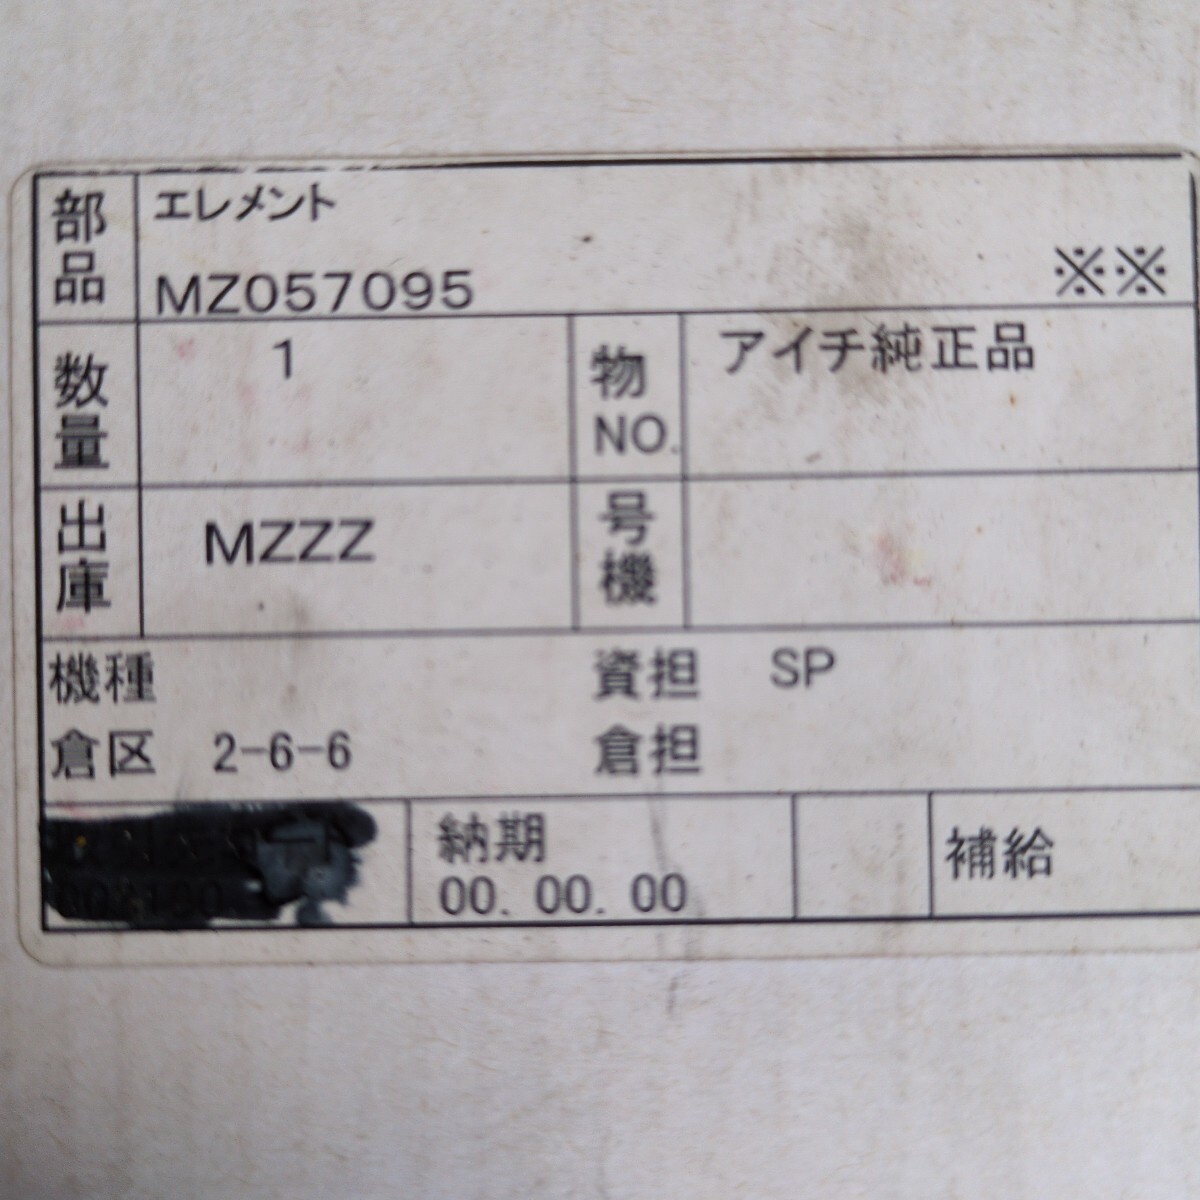 部品 エレメント
MZ057095 ※※
数量 1 物NO. アイチ純正品
出庫 MZZZ 号機
機種 資担 SP
倉区 2-6-6 倉担
納期 補給
00.00.00